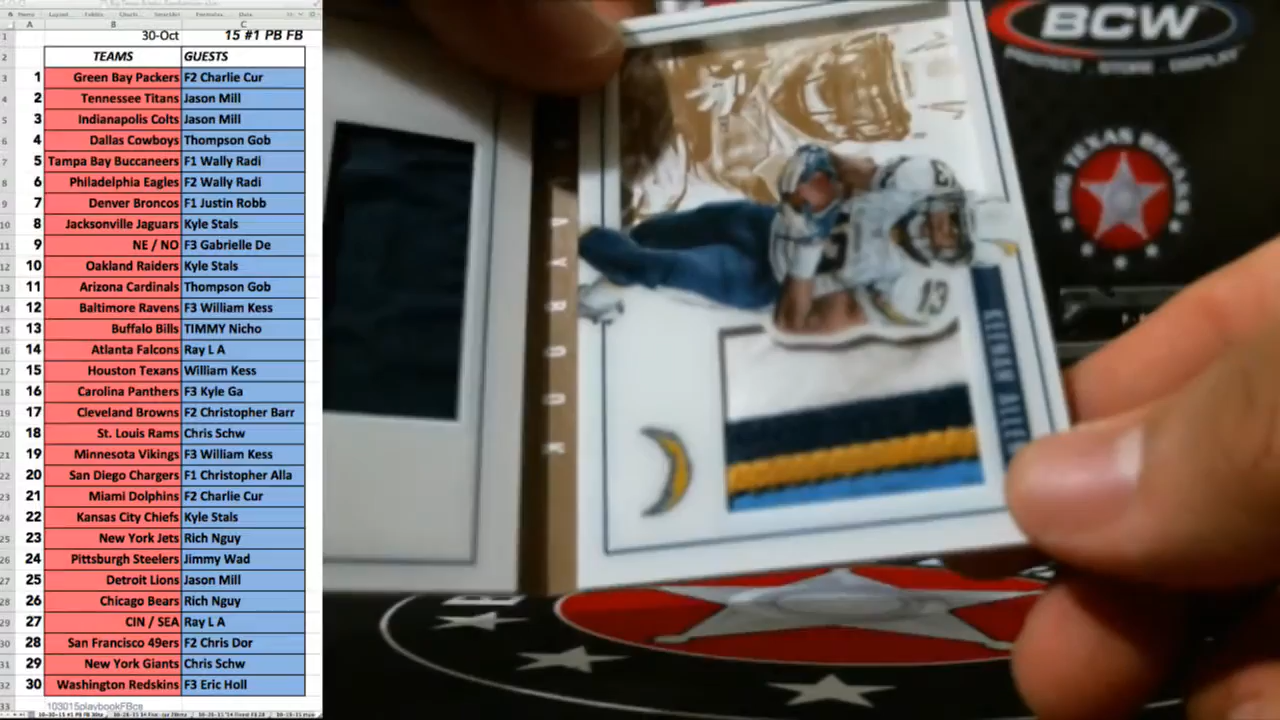 A B C
30-Oct 15 #1 PB FB
TEAMS GUESTS
1 Green Bay Packers F2 Charlie Cur
2 Tennessee Titans Jason Mill
3 Indianapolis Colts Jason Mill
4 Dallas Cowboys Thompson Gob
5 Tampa Bay Buccaneers F1 Wally Radi
6 Philadelphia Eagles F2 Wally Radi
7 Denver Broncos F1 Justin Robb
8 Jacksonville Jaguars Kyle Stals
9 NE / NO F3 Gabrielle De
10 Oakland Raiders Kyle Stals
11 Arizona Cardinals Thompson Gob
12 Baltimore Ravens F3 William Kess
13 Buffalo Bills TIMMY Nicho
14 Atlanta Falcons Ray L A
17 Houston Texans William Kess
16 Carolina Panthers F3 Kyle Ga
17 Cleveland Browns F2 Christopher Barr
18 St. Louis Rams Chris Schw
19 Minnesota Vikings F3 William Kess
20 San Diego Chargers F1 Christopher Alla
21 Miami Dolphins F2 Charlie Cur
22 Kansas City Chiefs Kyle Stals
23 New York Jets Rich Nguy
24 Pittsburgh Steelers Jimmy Wad
25 Detroit Lions Jason Mill
26 Chicago Bears Rich Nguy
27 CIN / SEA Ray L A
28 San Francisco 49ers F2 Chris Dor
29 New York Giants Chris Schw
30 Washington Redskins F3 Eric Holl
103015playbookFBcs
AYBOOK
13
KEENAN ALLE
BCW
PROTECT · STORE · DISPLAY
BIG TEXAS BREAKS